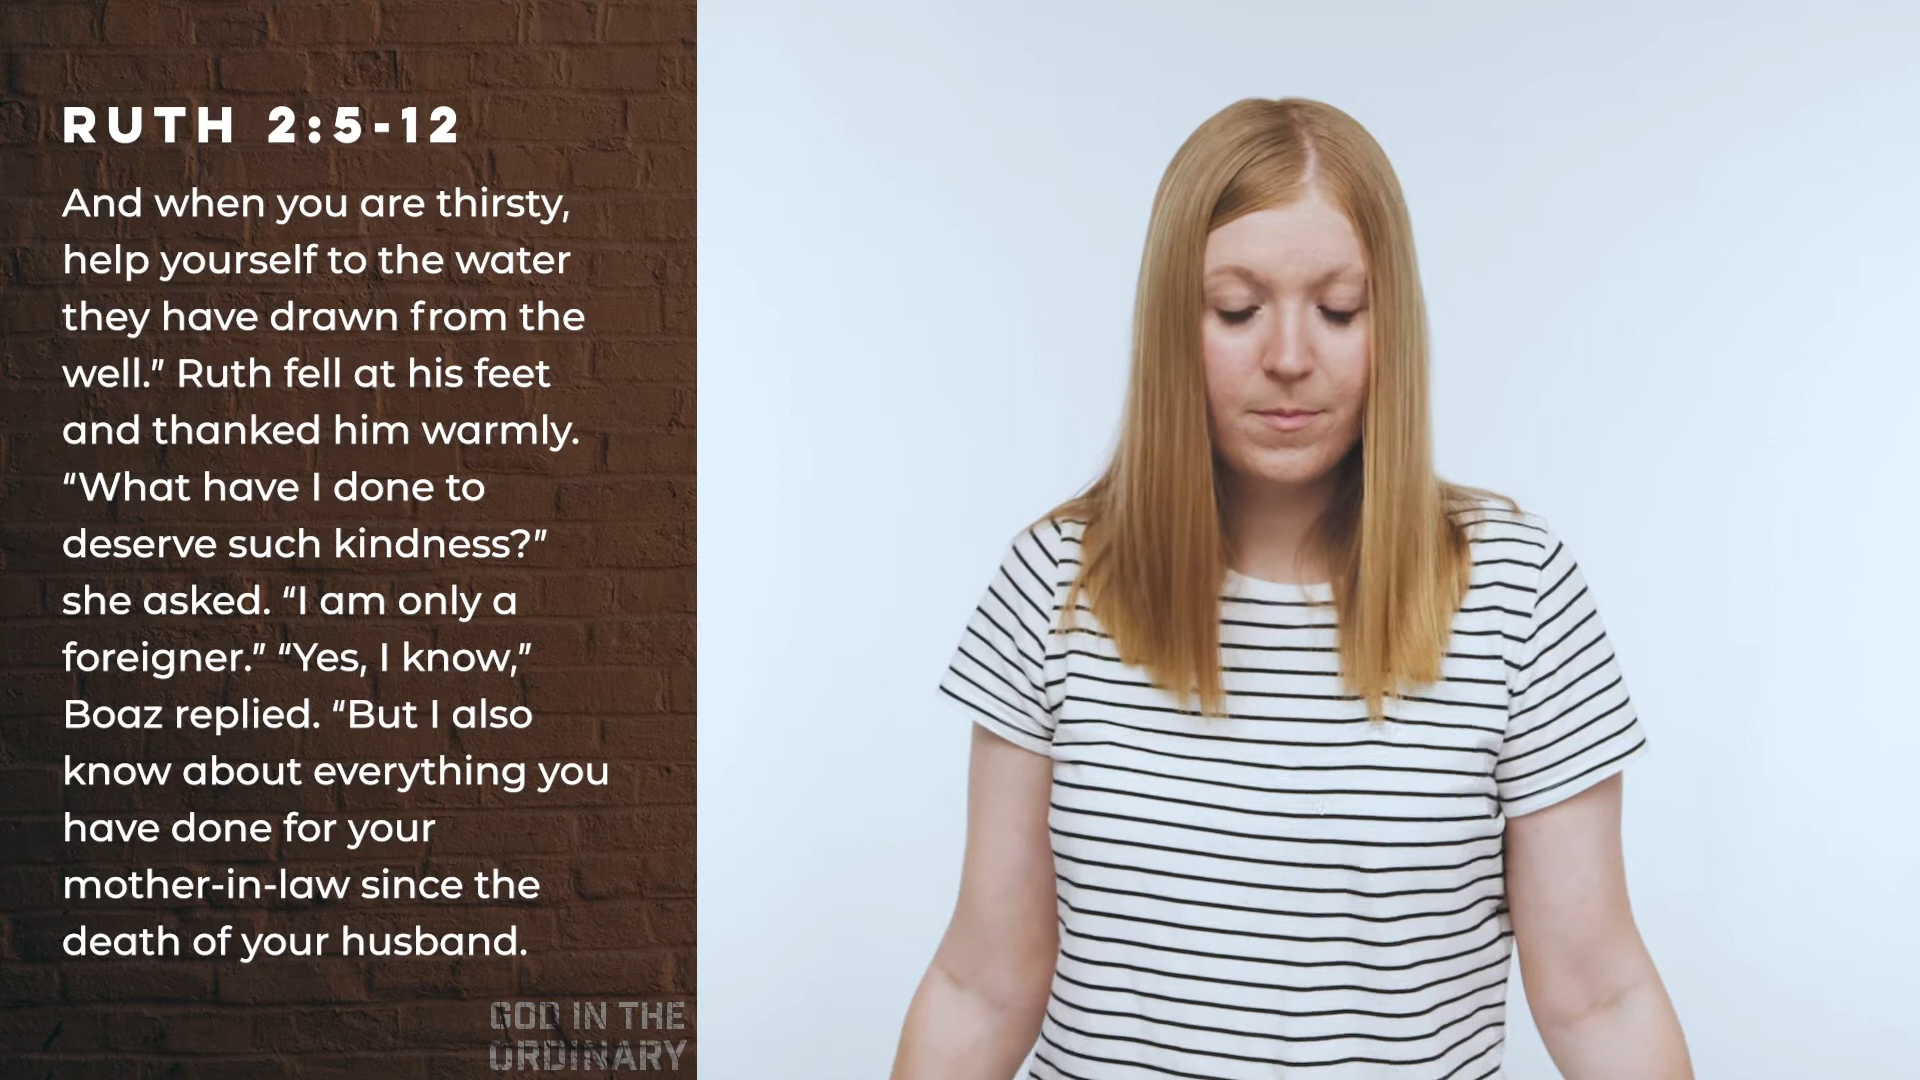 RUTH 2:5-12
And when you are thirsty,
help yourself to the water
they have drawn from the
well.” Ruth fell at his feet
and thanked him warmly.
“What have I done to
deserve such kindness?”
she asked. “I am only a
foreigner.” “Yes, I know,”
Boaz replied. “But I also
know about everything you
have done for your
mother-in-law since the
death of your husband.
GOD IN THE
ORDINARY